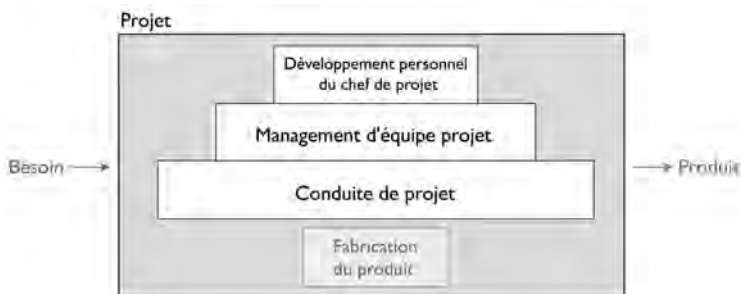 Projet
Développement personnel
du chef de projet
Management d'équipe projet
Besoin
Produit
Conduite de projet
Fabrication
du produit